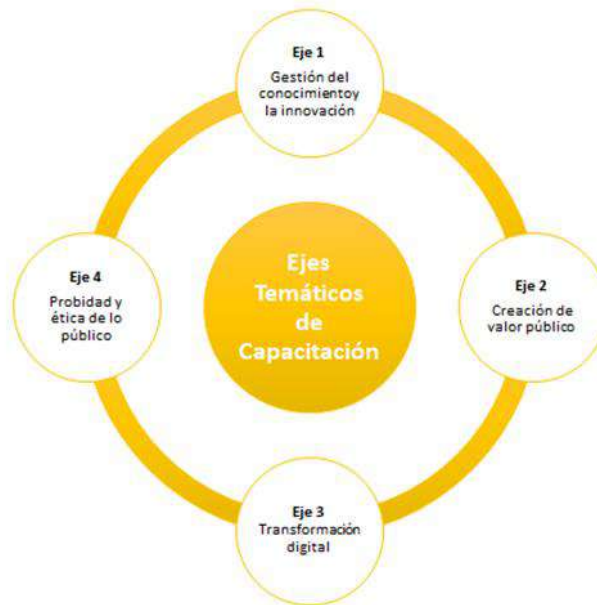 Eje 1
Gestión del
conocimientoy
la innovación
Eje 4
Probidad y
ética de lo
público
Ejes
Temáticos
de
Capacitación
Eje 2
Creación de
valor público
Eje 3
Transformación
digital